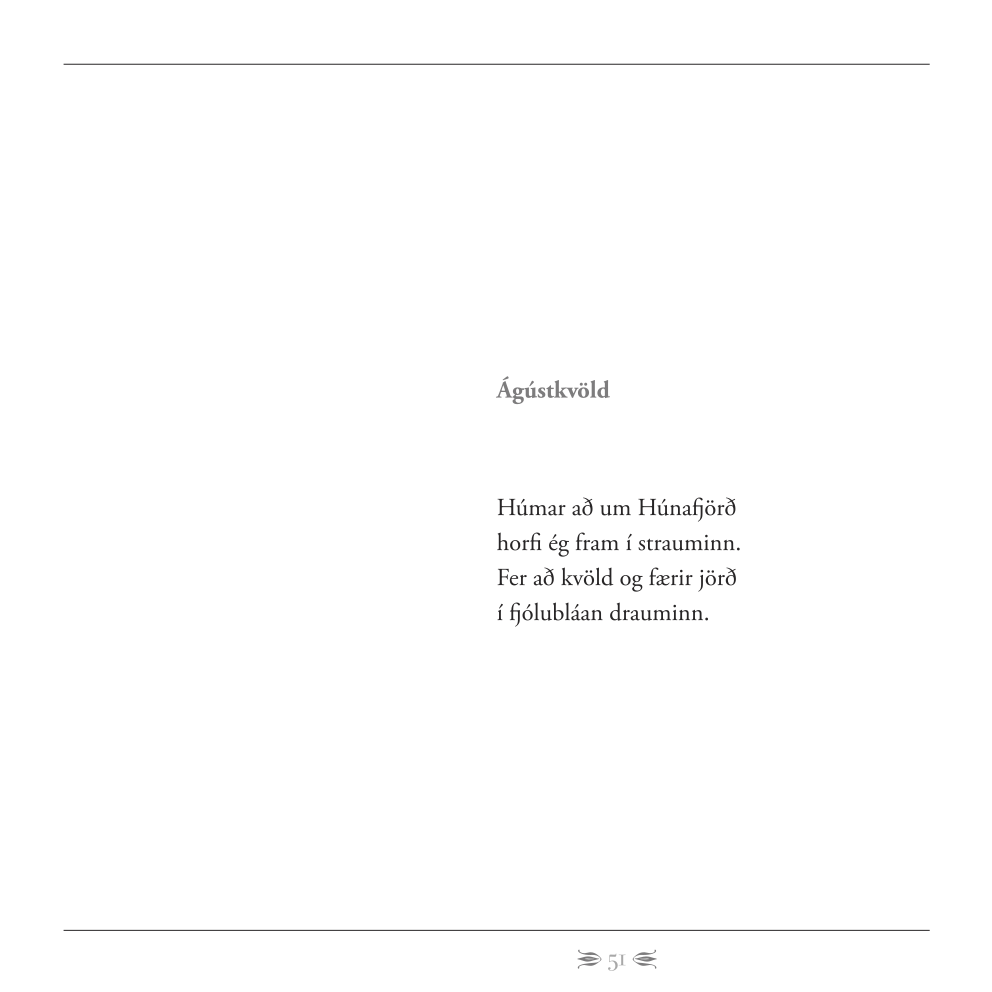 Ágústkvöld
Húmar að um Húnafjörð
horfi ég fram í strauminn.
Fer að kvöld og færir jörð
í fjólubláan drauminn.
51